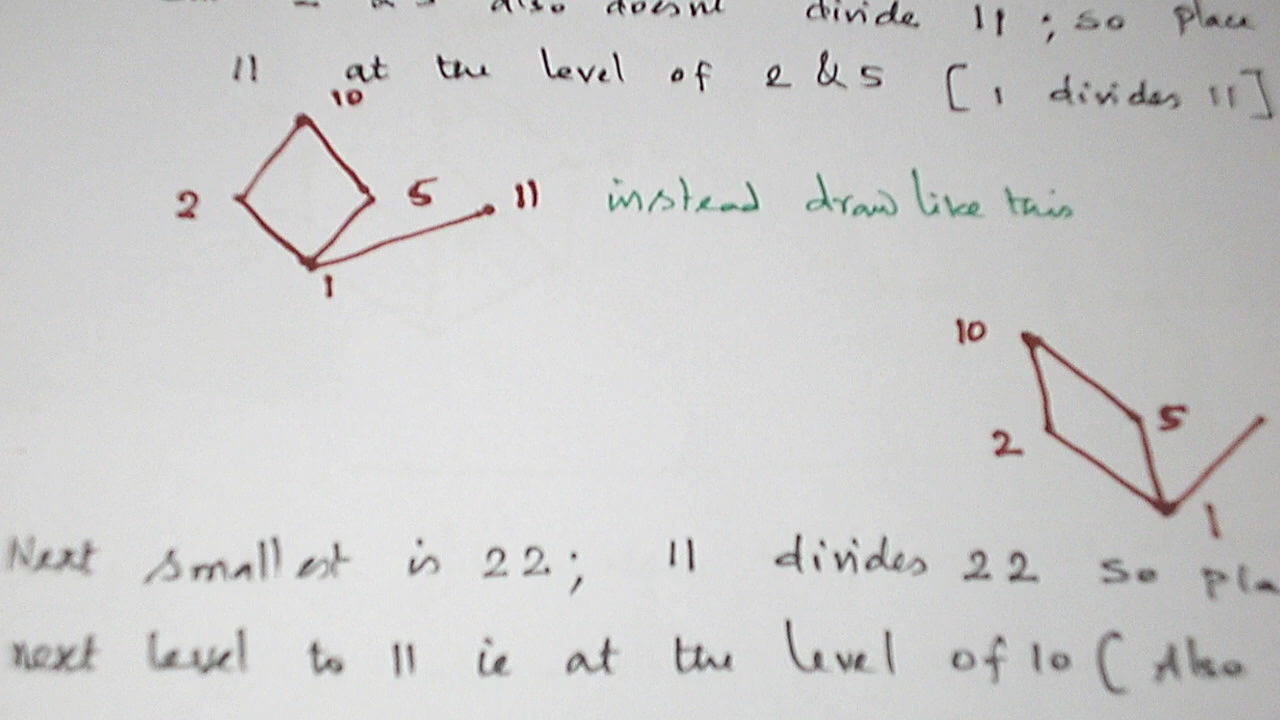 also doesnt divide 11 ; so place
11 at the level of 2 & 5 [ 1 divides 11 ]
10
2 5 11 instead draw like this
1
10
5
2
1
Next smallest is 22; 11 divides 22 so
next level to 11 ie at the level of 10 ( Also